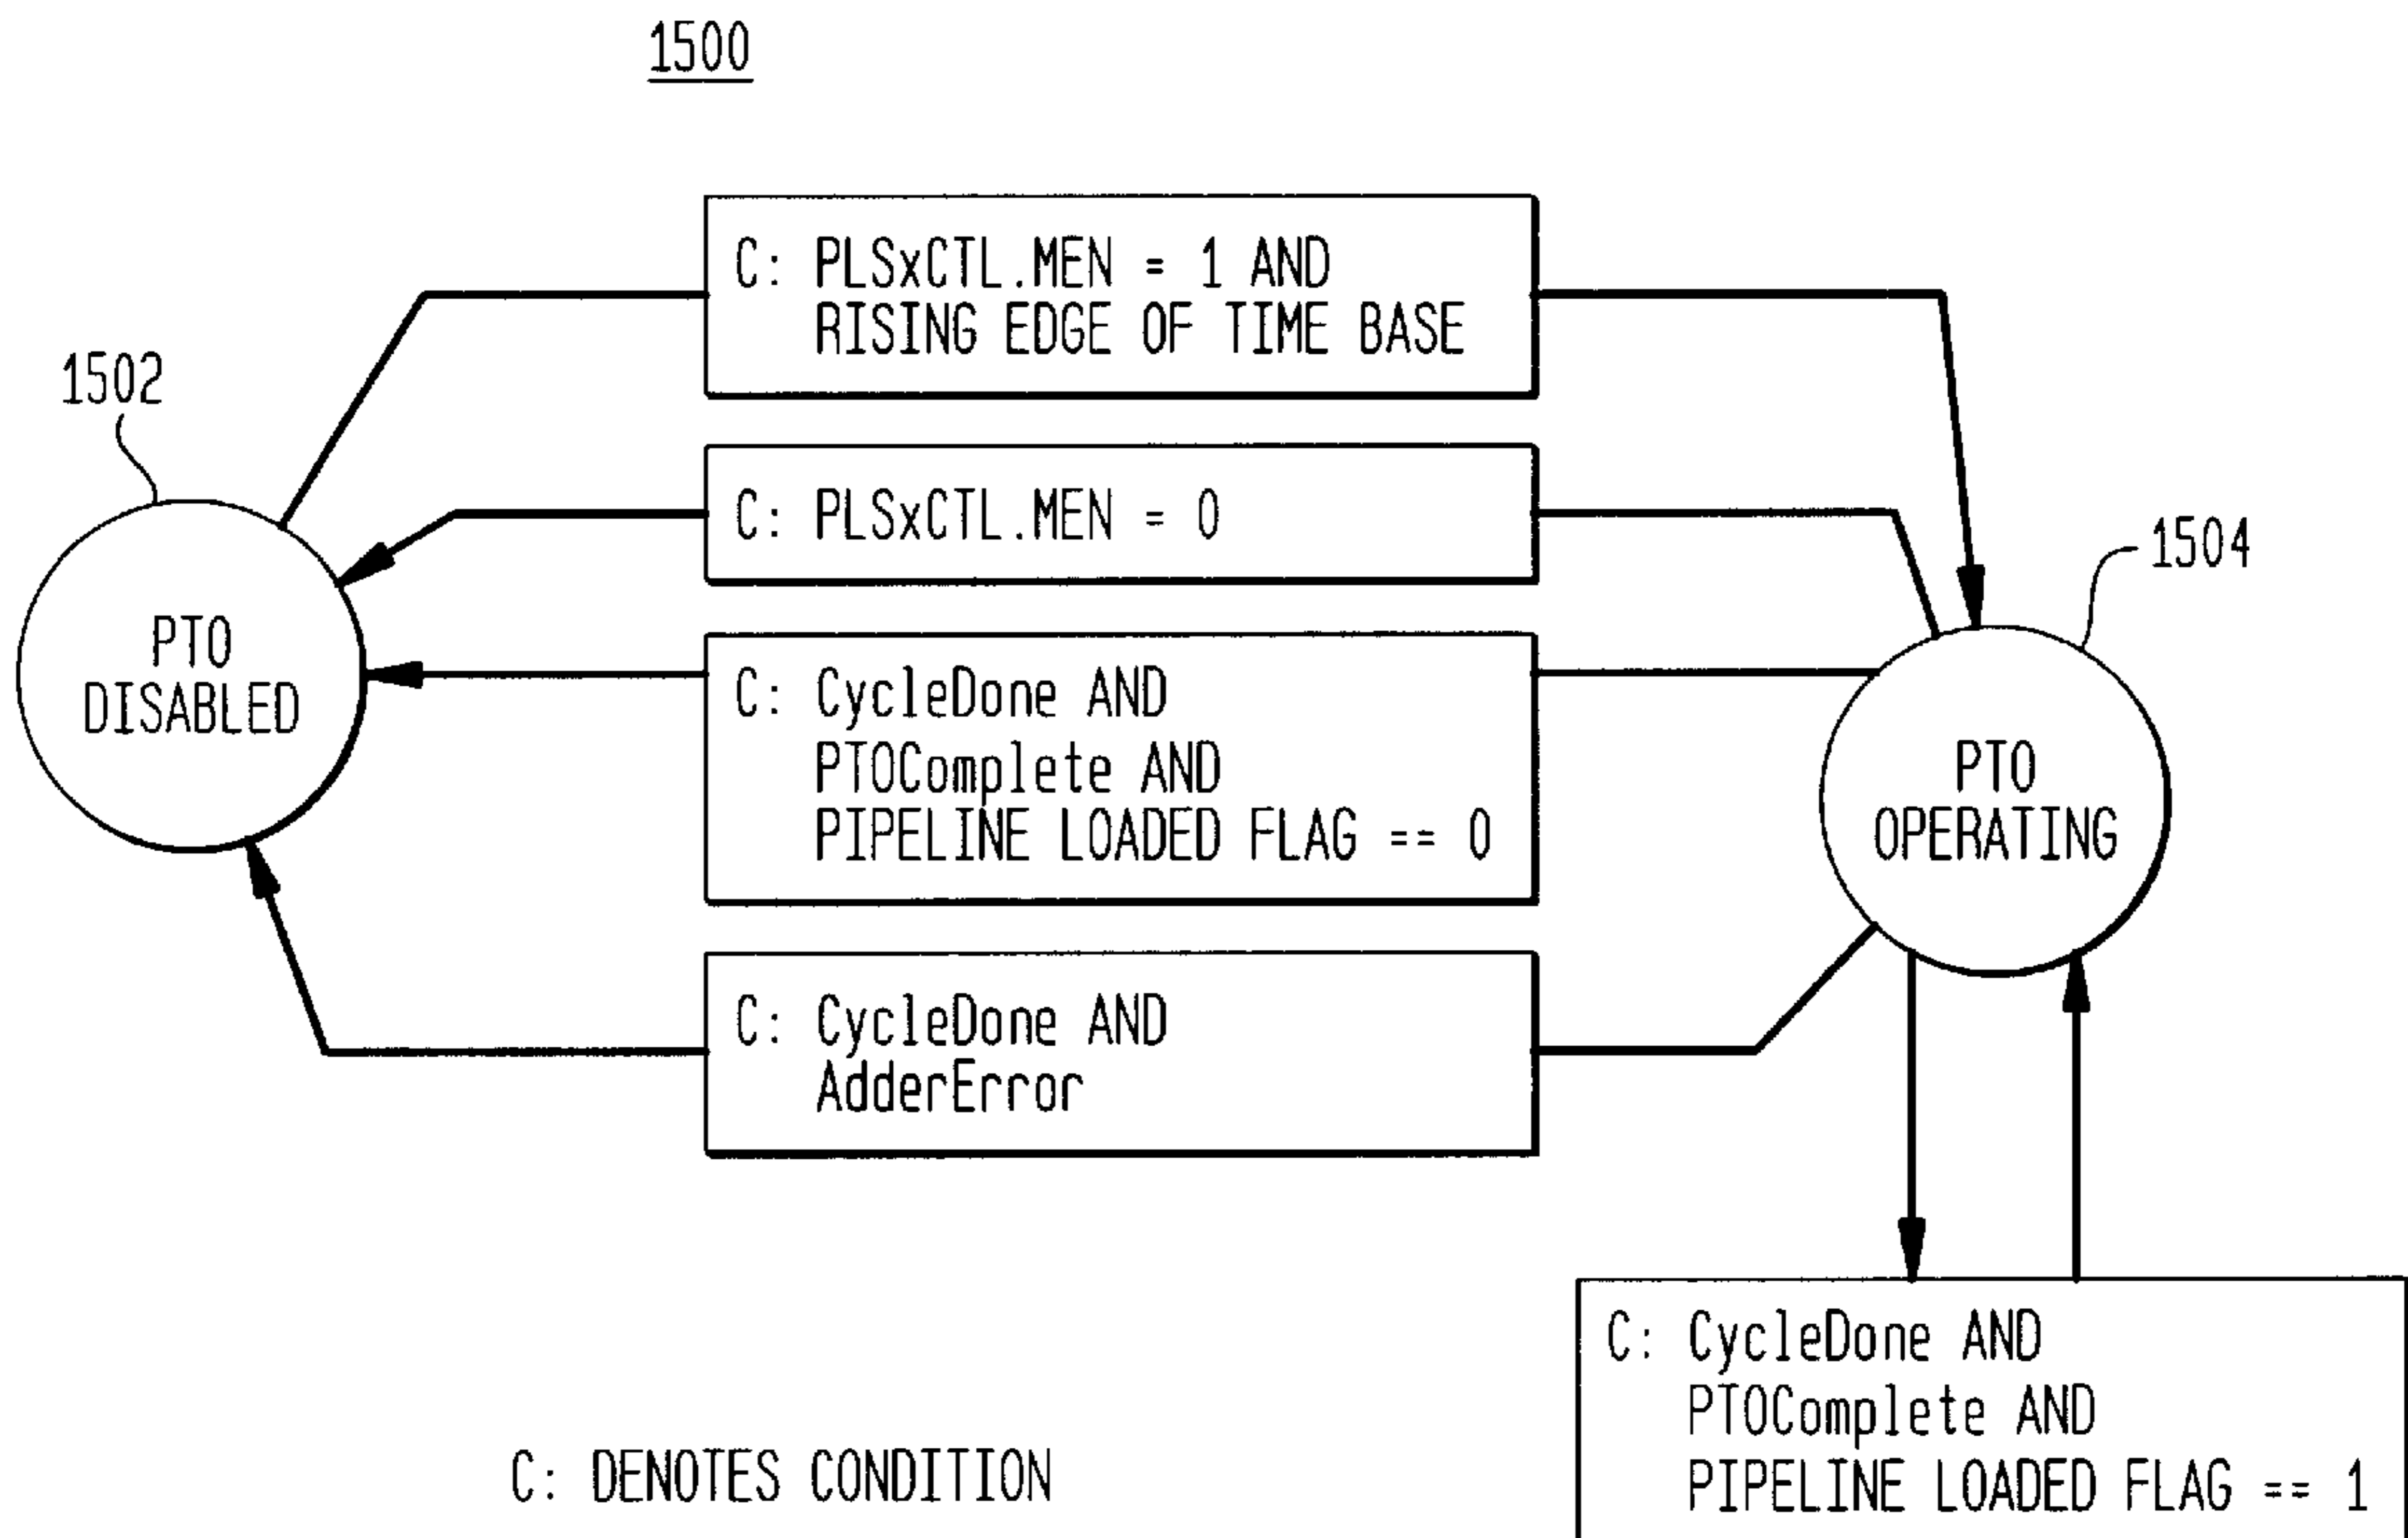 1500
C: PLSxCTL.MEN = 1 AND
RISING EDGE OF TIME BASE
1502
C: PLSxCTL.MEN = 0
1504
PTO
DISABLED
C: CycleDone AND
PTOComplete AND
PIPELINE LOADED FLAG == 0
PTO
OPERATING
C: CycleDone AND
AdderError
C: CycleDone AND
PTOComplete AND
PIPELINE LOADED FLAG == 1
C: DENOTES CONDITION